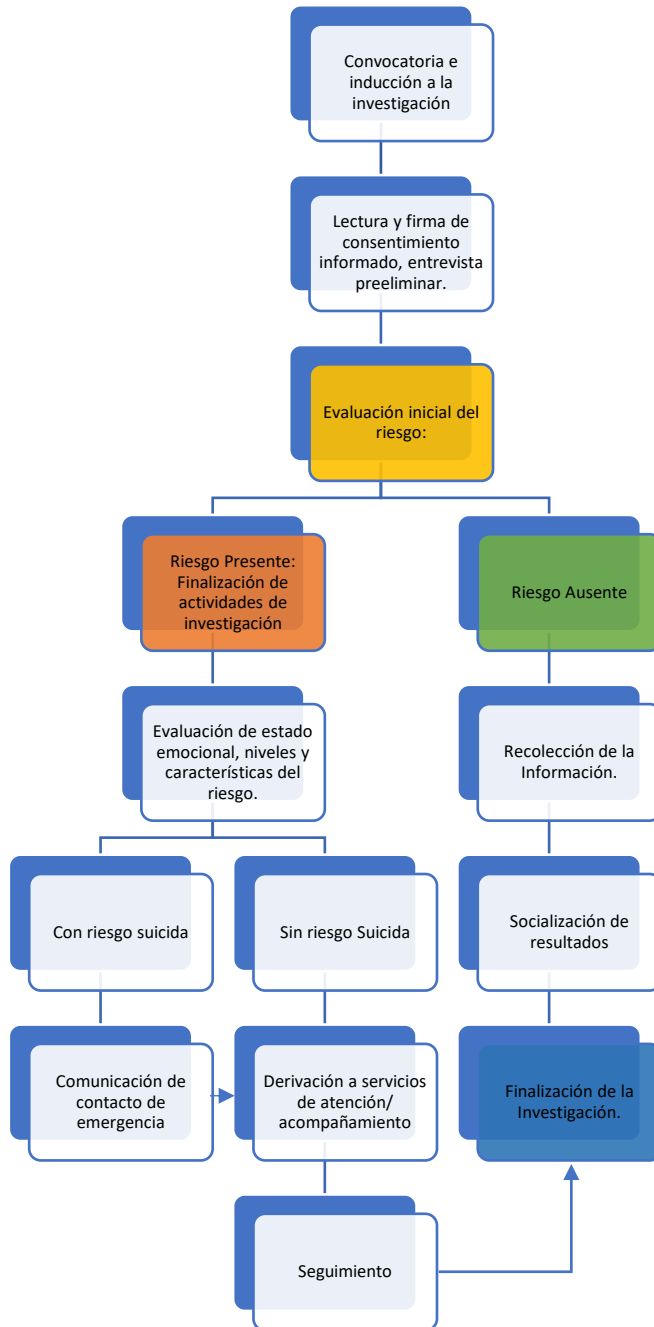 Convocatoria e
inducción a la
investigación
Lectura y firma de
consentimiento
informado, entrevista
preeliminar.
Evaluación inicial del
riesgo:
Riesgo Presente:
Finalización de
actividades de
investigación
Riesgo Ausente
Evaluación de estado
emocional, niveles y
características del
riesgo.
Recolección de la
Información.
Con riesgo suicida
Sin riesgo Suicida
Socialización de
resultados
Comunicación de
contacto de
emergencia
Derivación a servicios
de atención/
acompañamiento
Finalización de la
Investigación.
Seguimiento